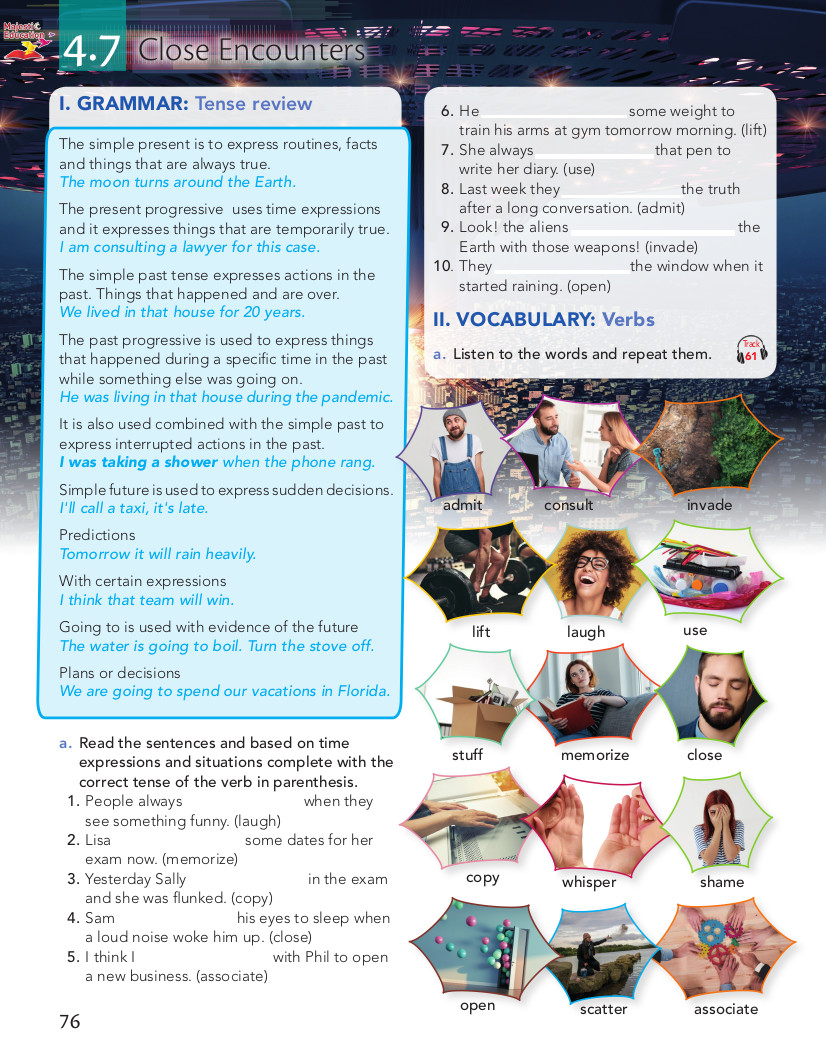 Majestic
Education
4.7 Close Encounters
I. GRAMMAR: Tense review
The simple present is to express routines, facts
and things that are always true.
The moon turns around the Earth.
The present progressive uses time expressions
and it expresses things that are temporarily true.
I am consulting a lawyer for this case.
The simple past tense expresses actions in the
past. Things that happened and are over.
We lived in that house for 20 years.
The past progressive is used to express things
that happened during a specific time in the past
while something else was going on.
He was living in that house during the pandemic.
It is also used combined with the simple past to
express interrupted actions in the past.
I was taking a shower when the phone rang.
Simple future is used to express sudden decisions.
I'll call a taxi, it's late.
Predictions
Tomorrow it will rain heavily.
With certain expressions
I think that team will win.
Going to is used with evidence of the future
The water is going to boil. Turn the stove off.
Plans or decisions
We are going to spend our vacations in Florida.
a. Read the sentences and based on time
expressions and situations complete with the
correct tense of the verb in parenthesis.
1. People always when they
see something funny. (laugh)
2. Lisa some dates for her
exam now. (memorize)
3. Yesterday Sally in the exam
and she was flunked. (copy)
4. Sam his eyes to sleep when
a loud noise woke him up. (close)
5. I think I with Phil to open
a new business. (associate)
6. He some weight to
train his arms at gym tomorrow morning. (lift)
7. She always that pen to
write her diary. (use)
8. Last week they the truth
after a long conversation. (admit)
9. Look! the aliens the
Earth with those weapons! (invade)
10. They the window when it
started raining. (open)
II. VOCABULARY: Verbs
a. Listen to the words and repeat them.
Track
61
admit consult invade
lift laugh use
stuff memorize close
copy whisper shame
open scatter associate
76